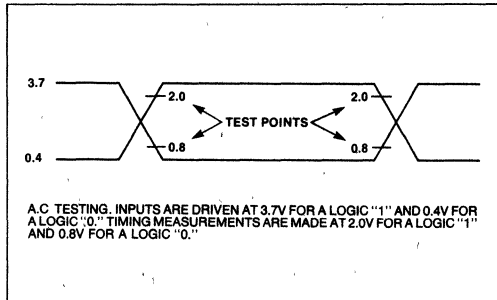 3.7
2.0
2.0
TEST POINTS
0.8
0.8
0.4
A.C TESTING. INPUTS ARE DRIVEN AT 3.7V FOR A LOGIC "1" AND 0.4V FOR
A LOGIC "0." TIMING MEASUREMENTS ARE MADE AT 2.0V FOR A LOGIC "1"
AND 0.8V FOR A LOGIC "0."